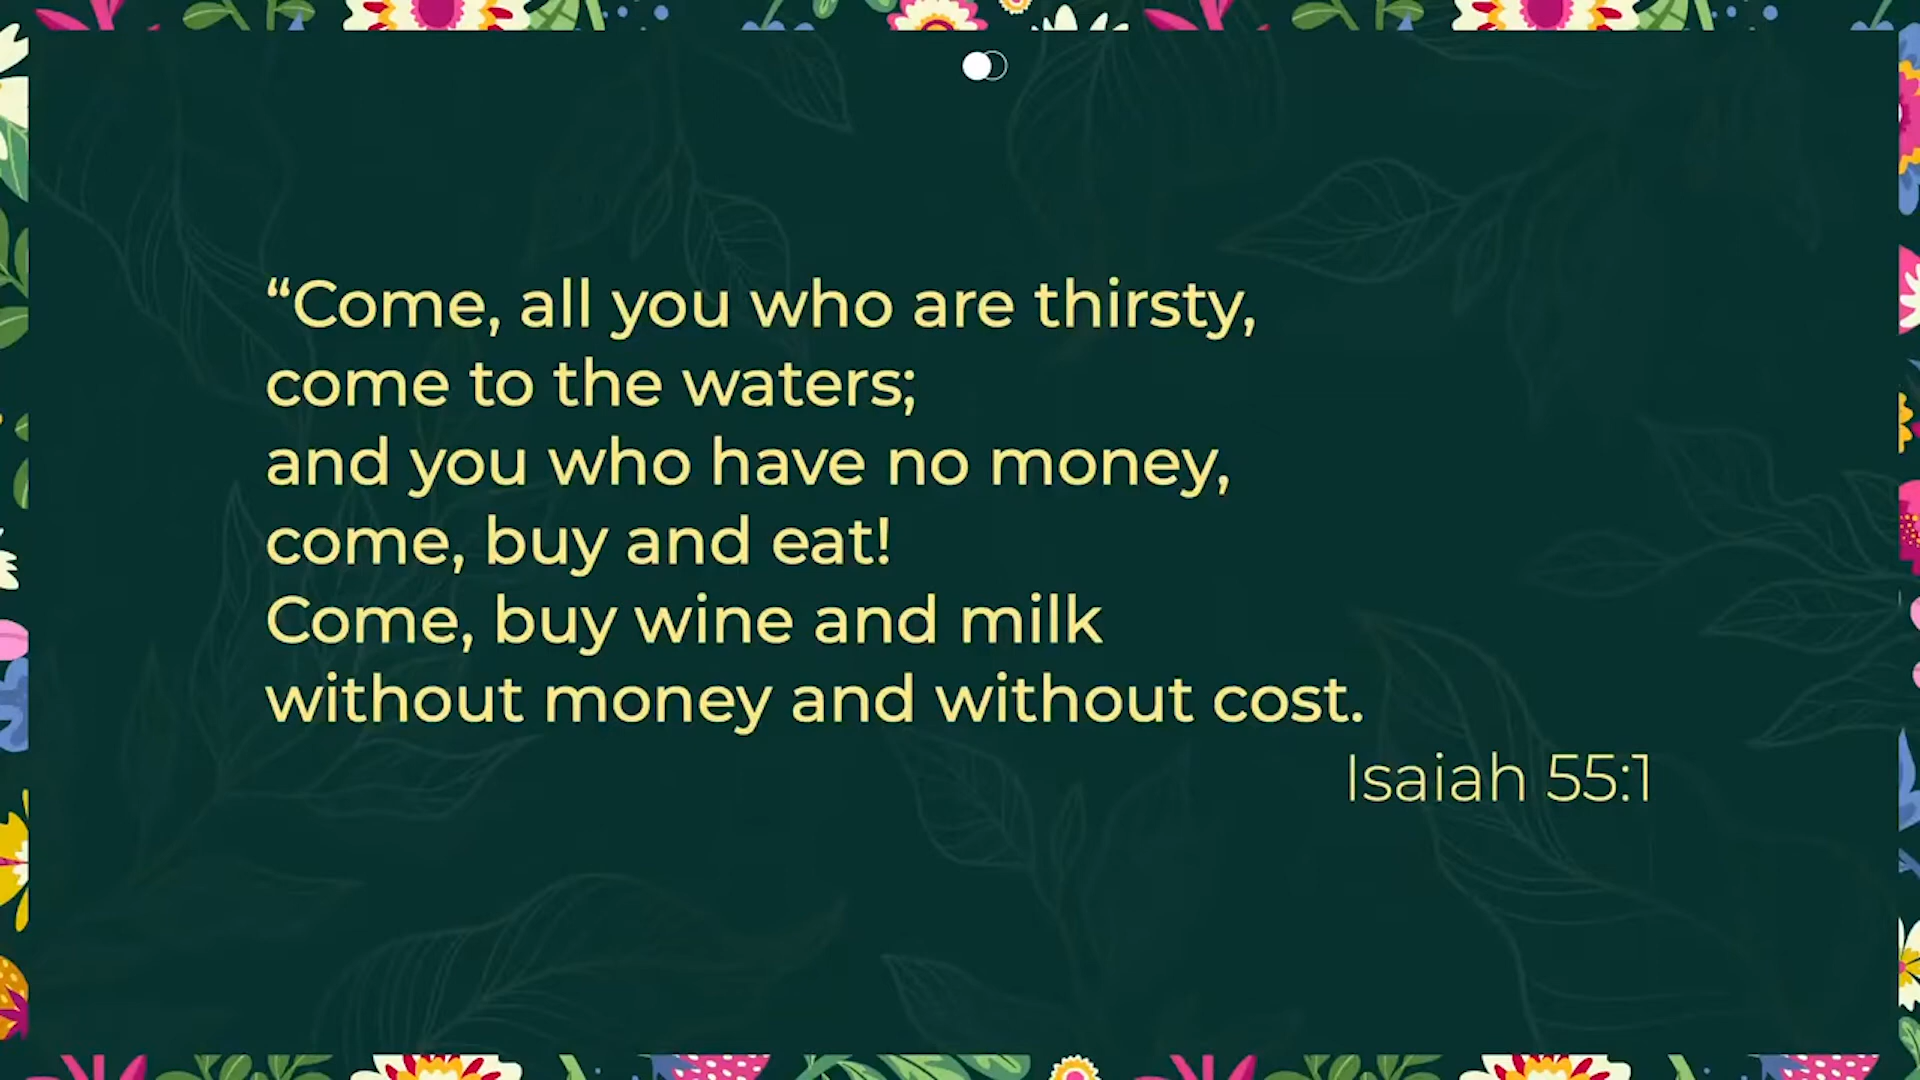 “Come, all you who are thirsty,
come to the waters;
and you who have no money,
come, buy and eat!
Come, buy wine and milk
without money and without cost.
Isaiah 55:1